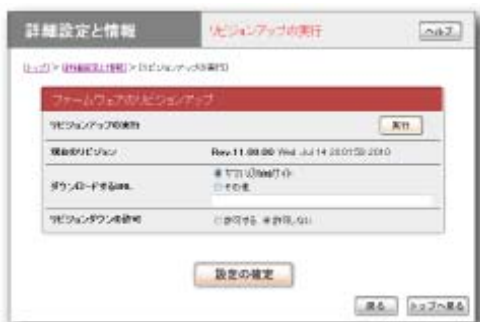 詳細設定と情報
リビジョンアップの実行
ヘルプ
[トップ] > [詳細設定と情報] > [リビジョンアップの実行]
ファームウェアのリビジョンアップ
リビジョンアップの実行
実行
現在のリビジョン
Rev.11.00.00 Wed Jul 14 20:01:50 2010
ダウンロードするURL
その他
リビジョンダウンの許可
許可する 許可しない
設定の確定
戻る
トップへ戻る